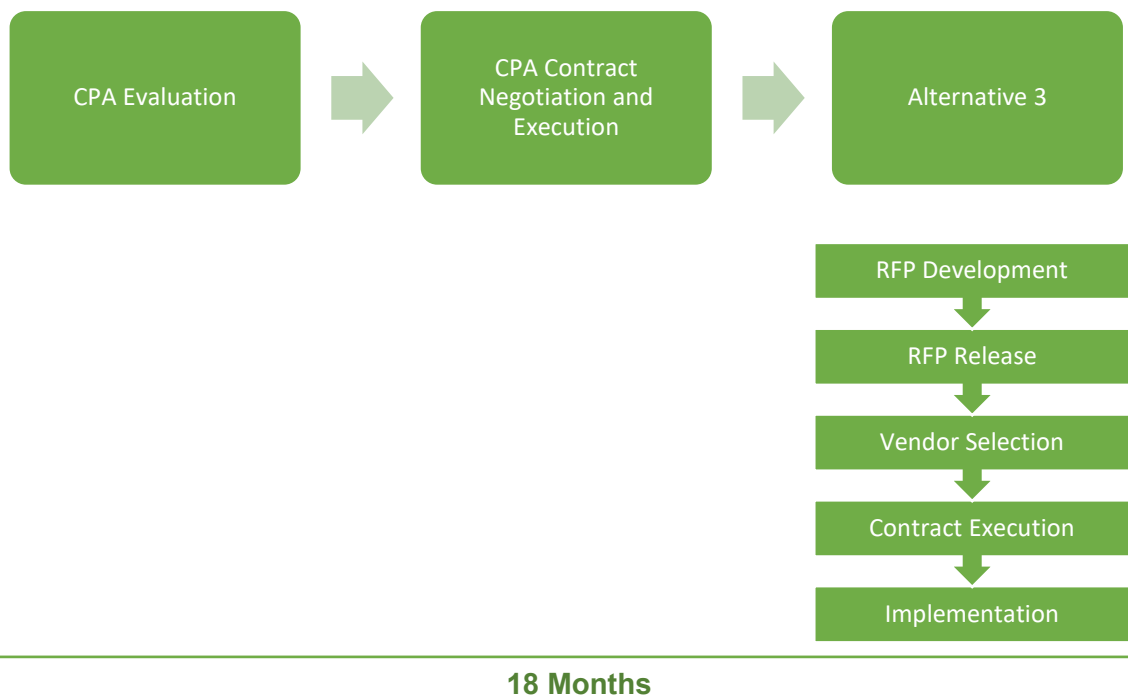 CPA Evaluation
CPA Contract
Negotiation and
Execution
Alternative 3
RFP Development
RFP Release
Vendor Selection
Contract Execution
Implementation
18 Months